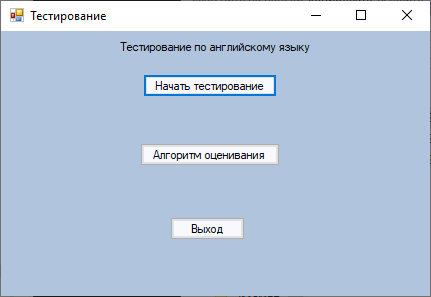 Тестирование
Тестирование по английскому языку
Начать тестирование
Алгоритм оценивания
Выход